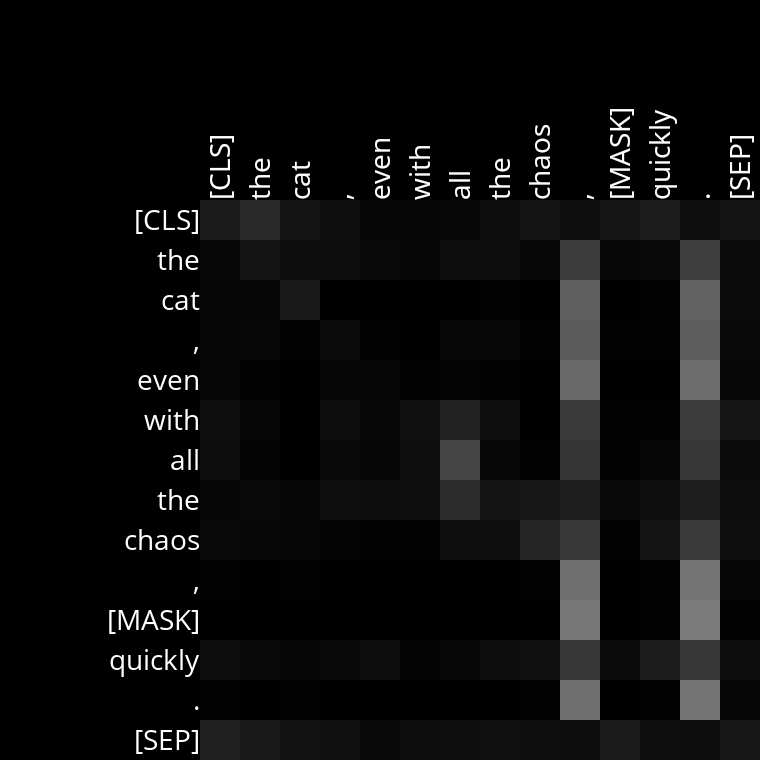 [CLS] the cat , even with all the chaos , [MASK] quickly . [SEP]
[CLS]
the
cat
,
even
with
all
the
chaos
,
[MASK]
quickly
.
[SEP]